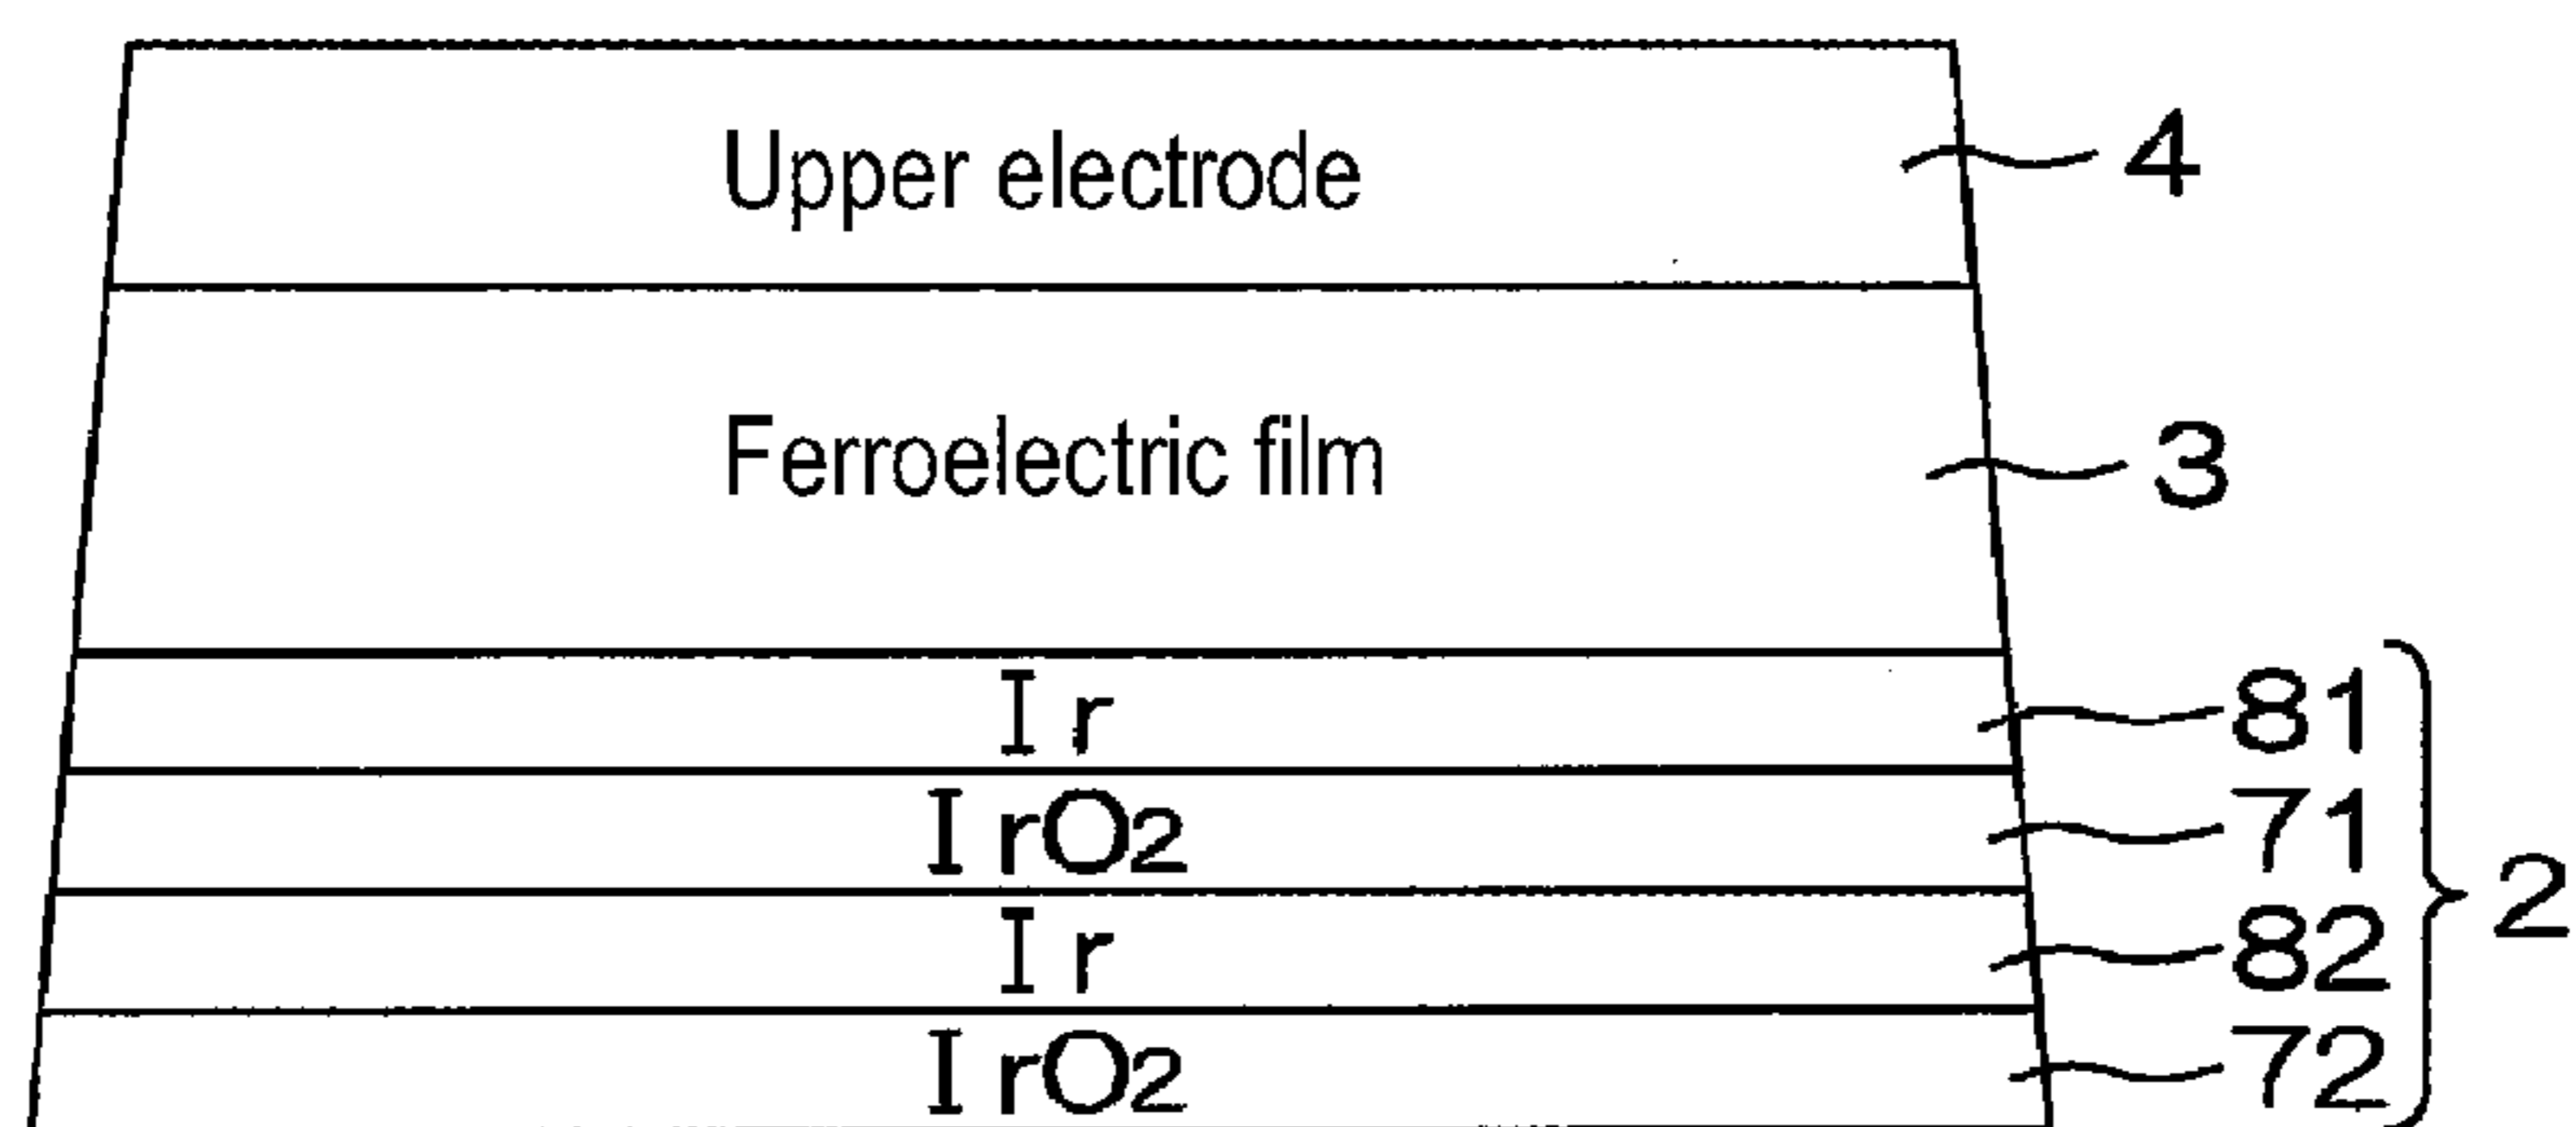 Upper electrode 4
Ferroelectric film 3
Ir 81
IrO2 71
2
Ir 82
IrO2 72